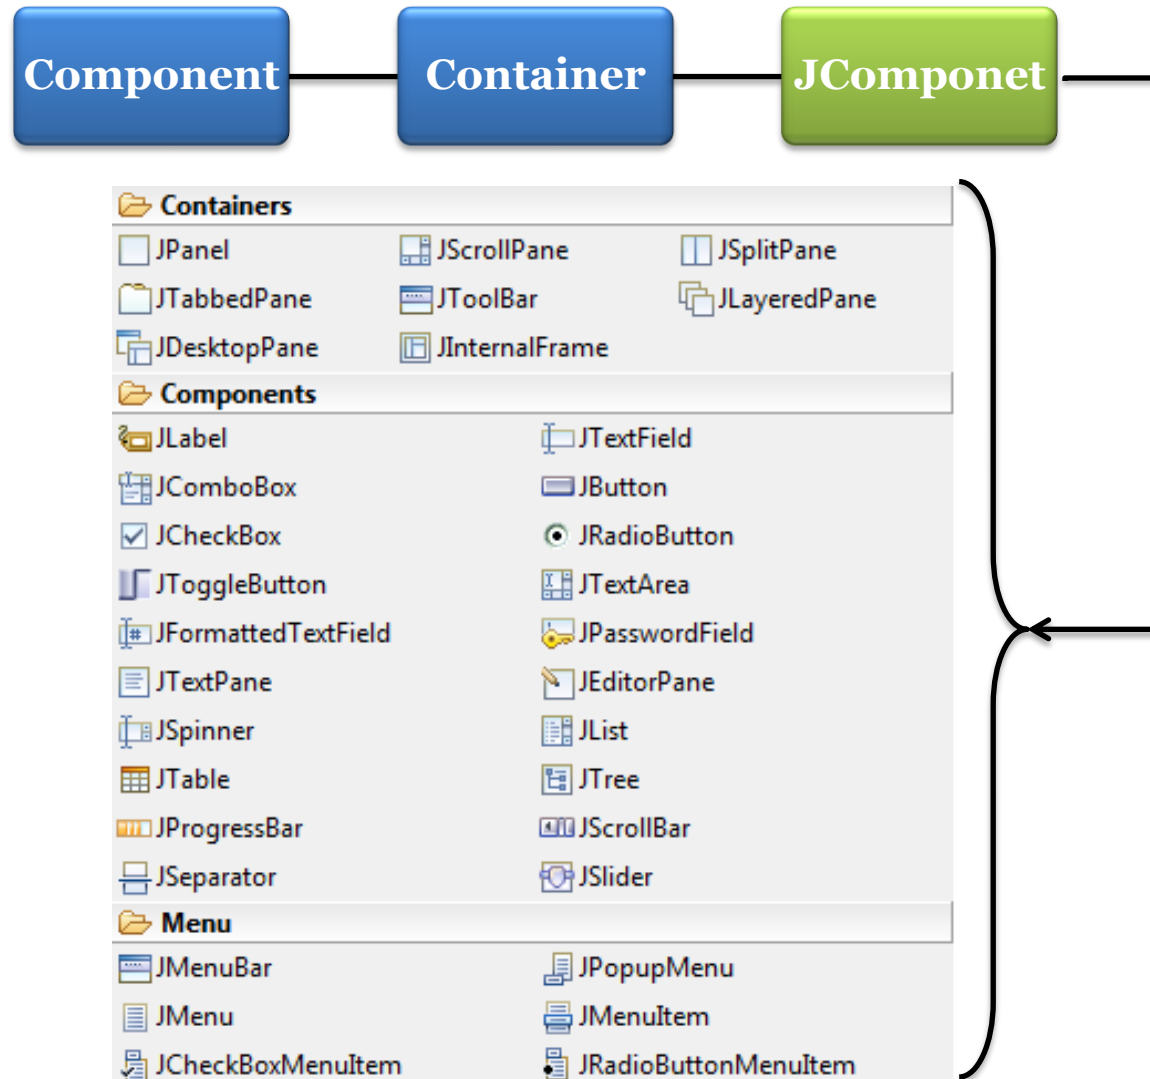 Component Container JComponet
Containers
JPanel JScrollPane JSplitPane
JTabbedPane JToolBar JLayeredPane
JDesktopPane JInternalFrame
Components
JLabel JTextField
JComboBox JButton
JCheckBox JRadioButton
JToggleButton JTextArea
JFormattedTextField JPasswordField
JTextPane JEditorPane
JSpinner JList
JTable JTree
JProgressBar JScrollBar
JSeparator JSlider
Menu
JMenuBar JPopupMenu
JMenu JMenuItem
JCheckBoxMenuItem JRadioButtonMenuItem